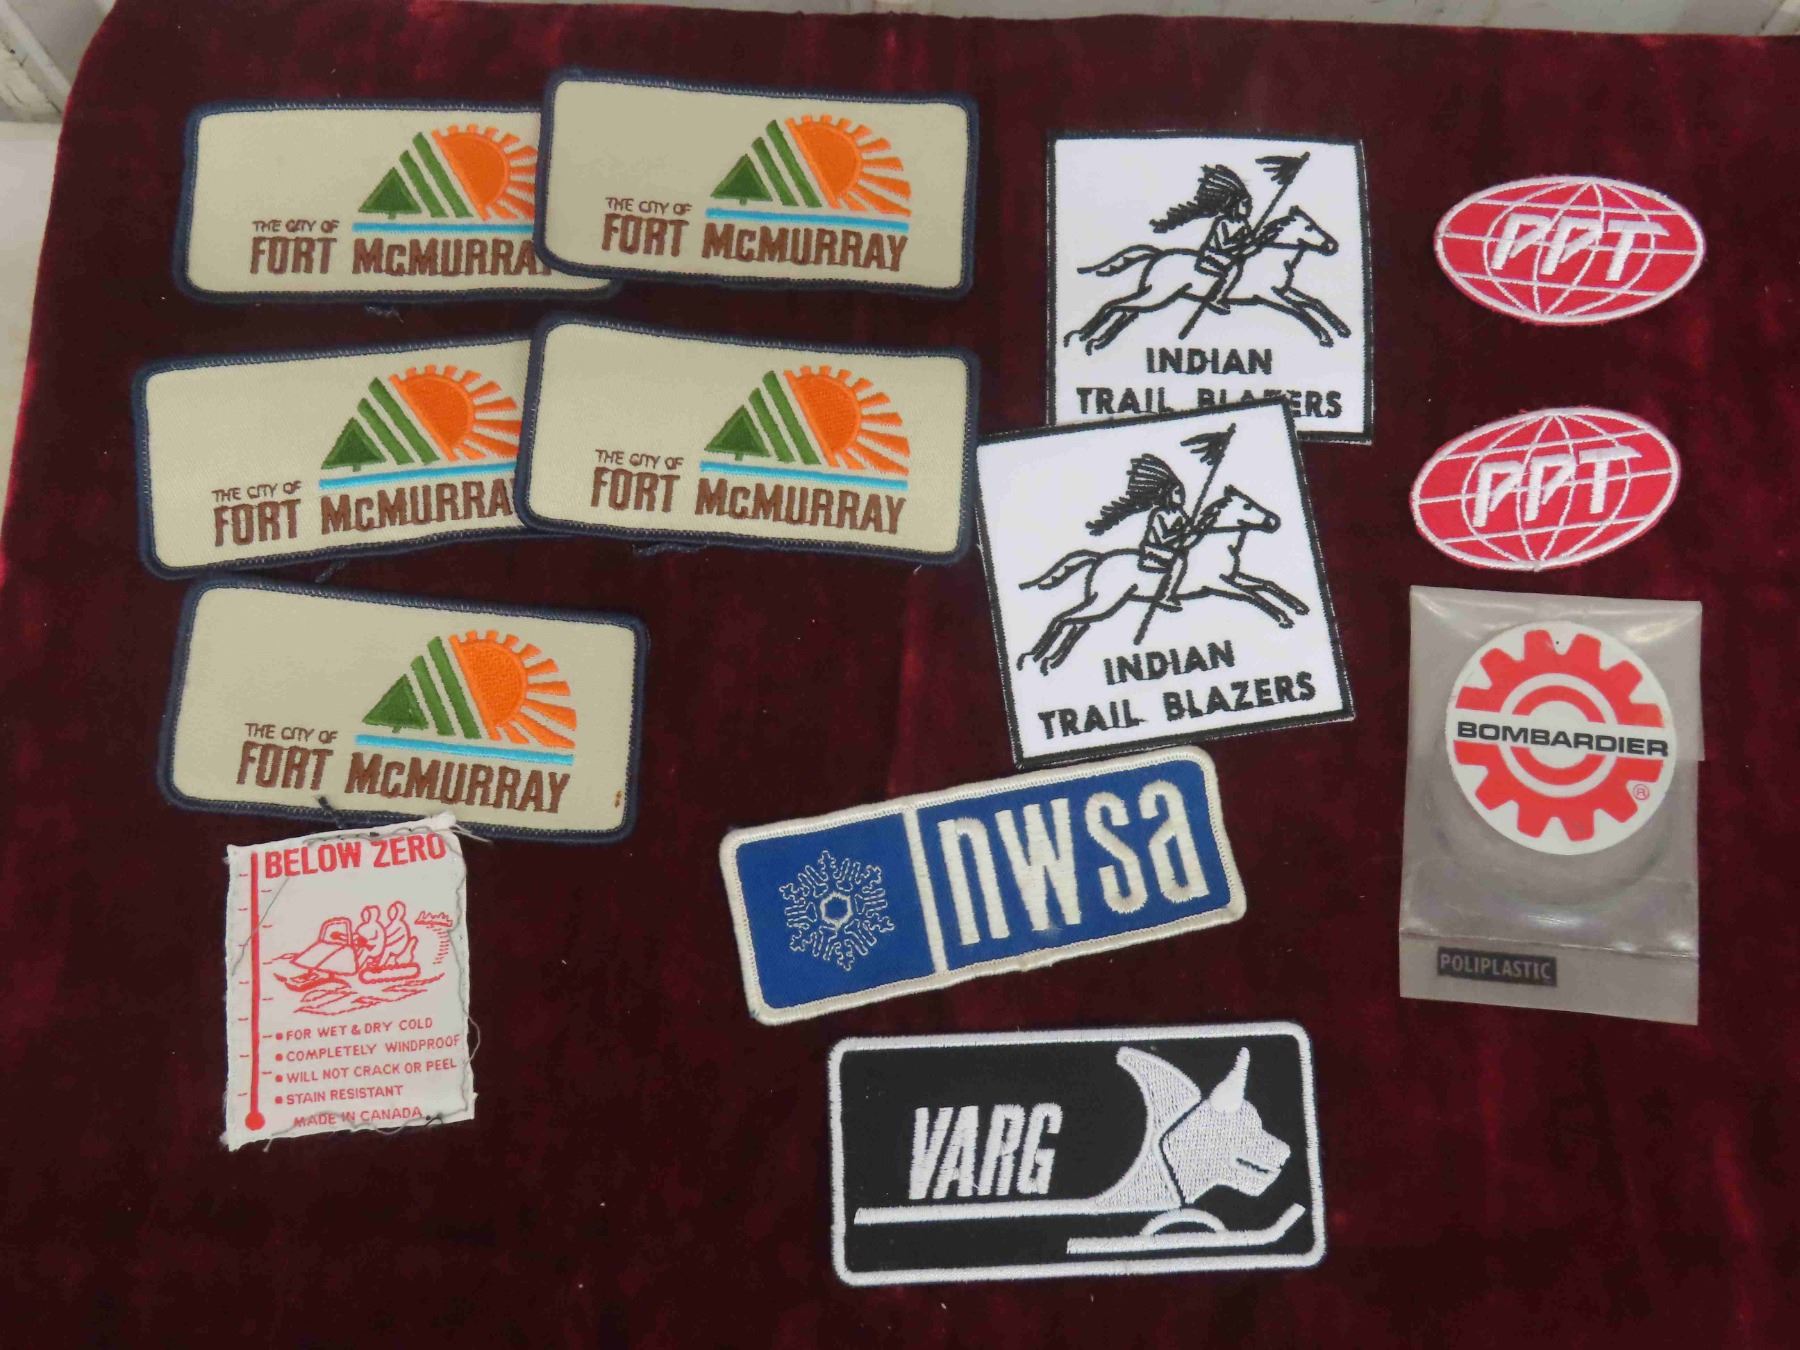 THE CITY OF
FORT McMURRAY
THE CITY OF
FORT McMURRAY
THE CITY OF
FORT McMURRAY
THE CITY OF
FORT McMURRAY
THE CITY OF
FORT McMURRAY
BELOW ZERO
• FOR WET & DRY COLD
• COMPLETELY WINDPROOF
• WILL NOT CRACK OR PEEL
• STAIN RESISTANT
MADE IN CANADA
INDIAN
TRAIL BLAZERS
INDIAN
TRAIL BLAZERS
nwsa
VARG
PPT
PPT
BOMBARDIER
®
POLIPLASTIC